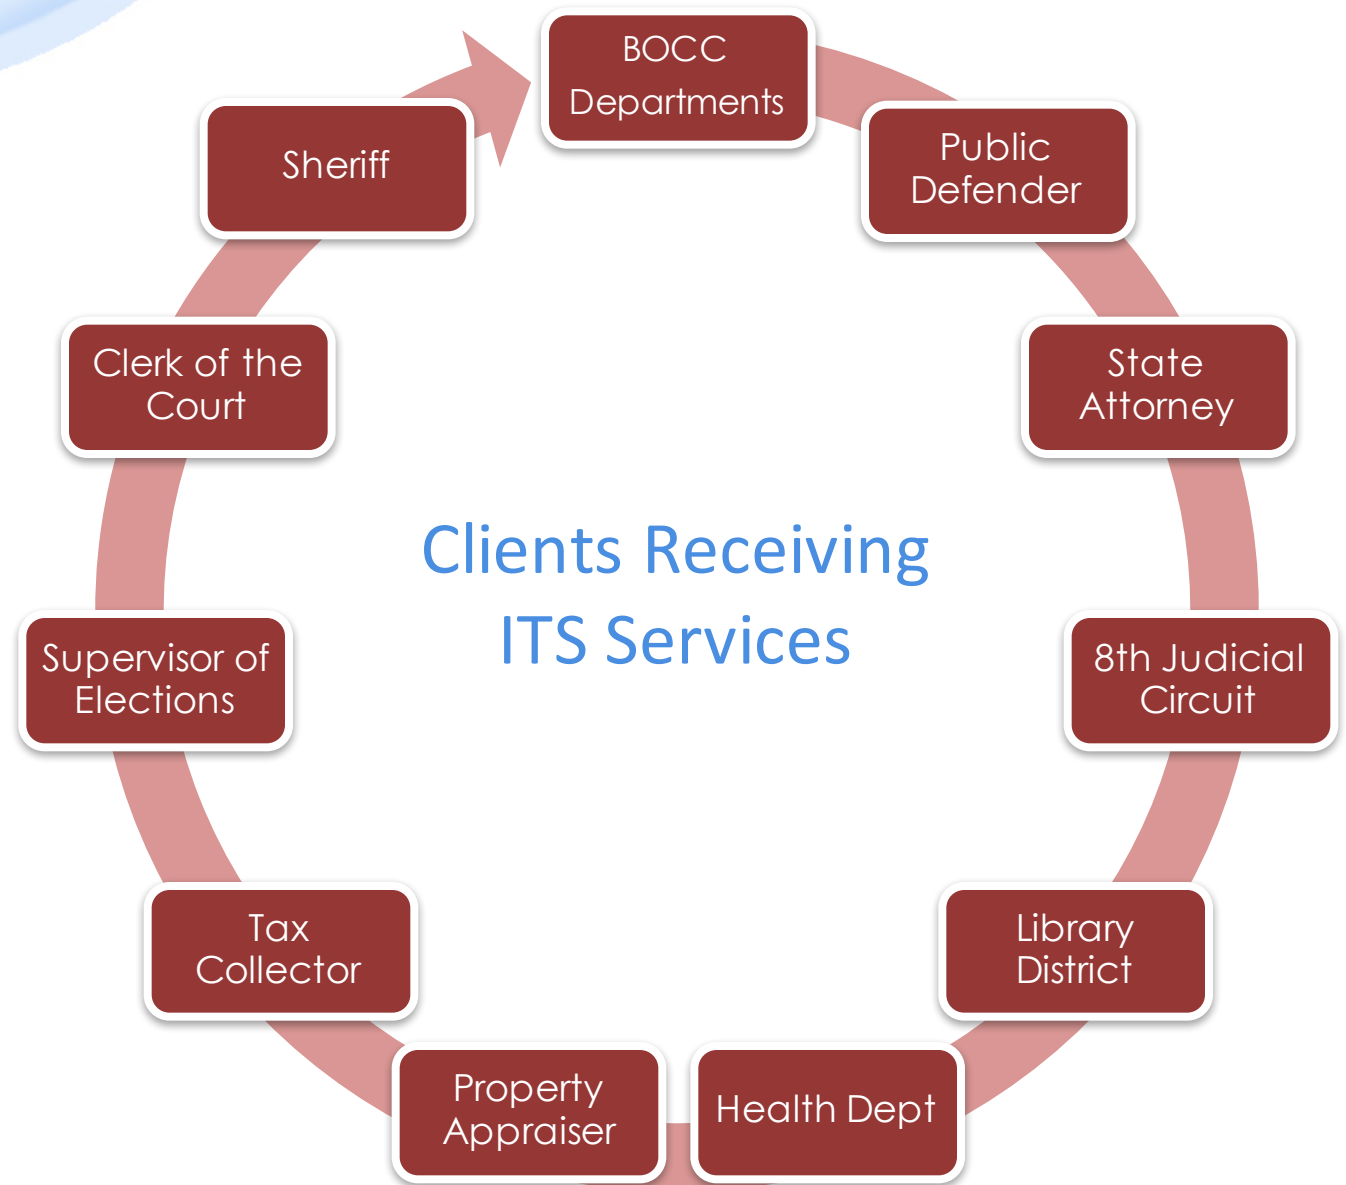 BOCC
Departments
Public
Defender
State
Attorney
8th Judicial
Circuit
Library
District
Health Dept
Property
Appraiser
Tax
Collector
Supervisor of
Elections
Clerk of the
Court
Sheriff
Clients Receiving
ITS Services